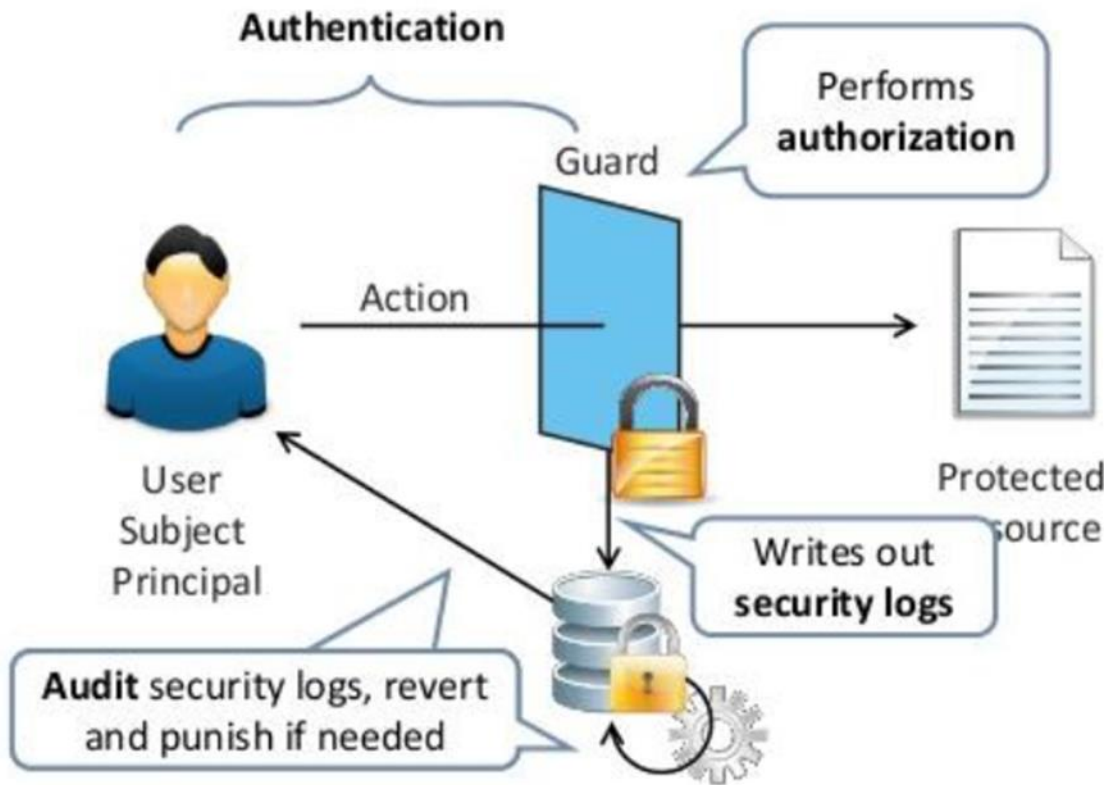 Authentication
Performs
authorization
Guard
Action
User
Subject
Principal
Protected
source
Writes out
security logs
Audit security logs, revert
and punish if needed